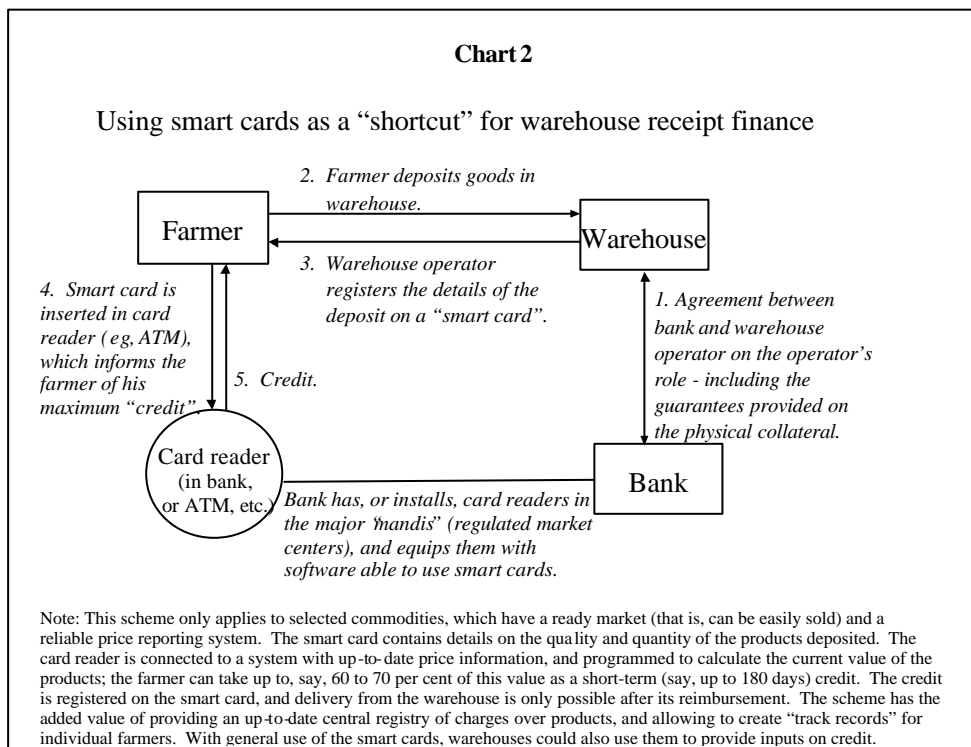 Chart 2
Using smart cards as a “shortcut” for warehouse receipt finance
2. Farmer deposits goods in
warehouse.
Farmer
Warehouse
3. Warehouse operator
registers the details of the
deposit on a “smart card”.
4. Smart card is
inserted in card
reader (eg, ATM),
which informs the
farmer of his
maximum “credit”.
5. Credit.
1. Agreement between
bank and warehouse
operator on the operator’s
role - including the
guarantees provided on
the physical collateral.
Card reader
(in bank,
or ATM, etc.)
Bank
Bank has, or installs, card readers in
the major “mandis” (regulated market
centers), and equips them with
software able to use smart cards.
Note: This scheme only applies to selected commodities, which have a ready market (that is, can be easily sold) and a
reliable price reporting system. The smart card contains details on the quality and quantity of the products deposited. The
card reader is connected to a system with up-to-date price information, and programmed to calculate the current value of the
products; the farmer can take up to, say, 60 to 70 per cent of this value as a short-term (say, up to 180 days) credit. The credit
is registered on the smart card, and delivery from the warehouse is only possible after its reimbursement. The scheme has the
added value of providing an up-to-date central registry of charges over products, and allowing to create “track records” for
individual farmers. With general use of the smart cards, warehouses could also use them to provide inputs on credit.